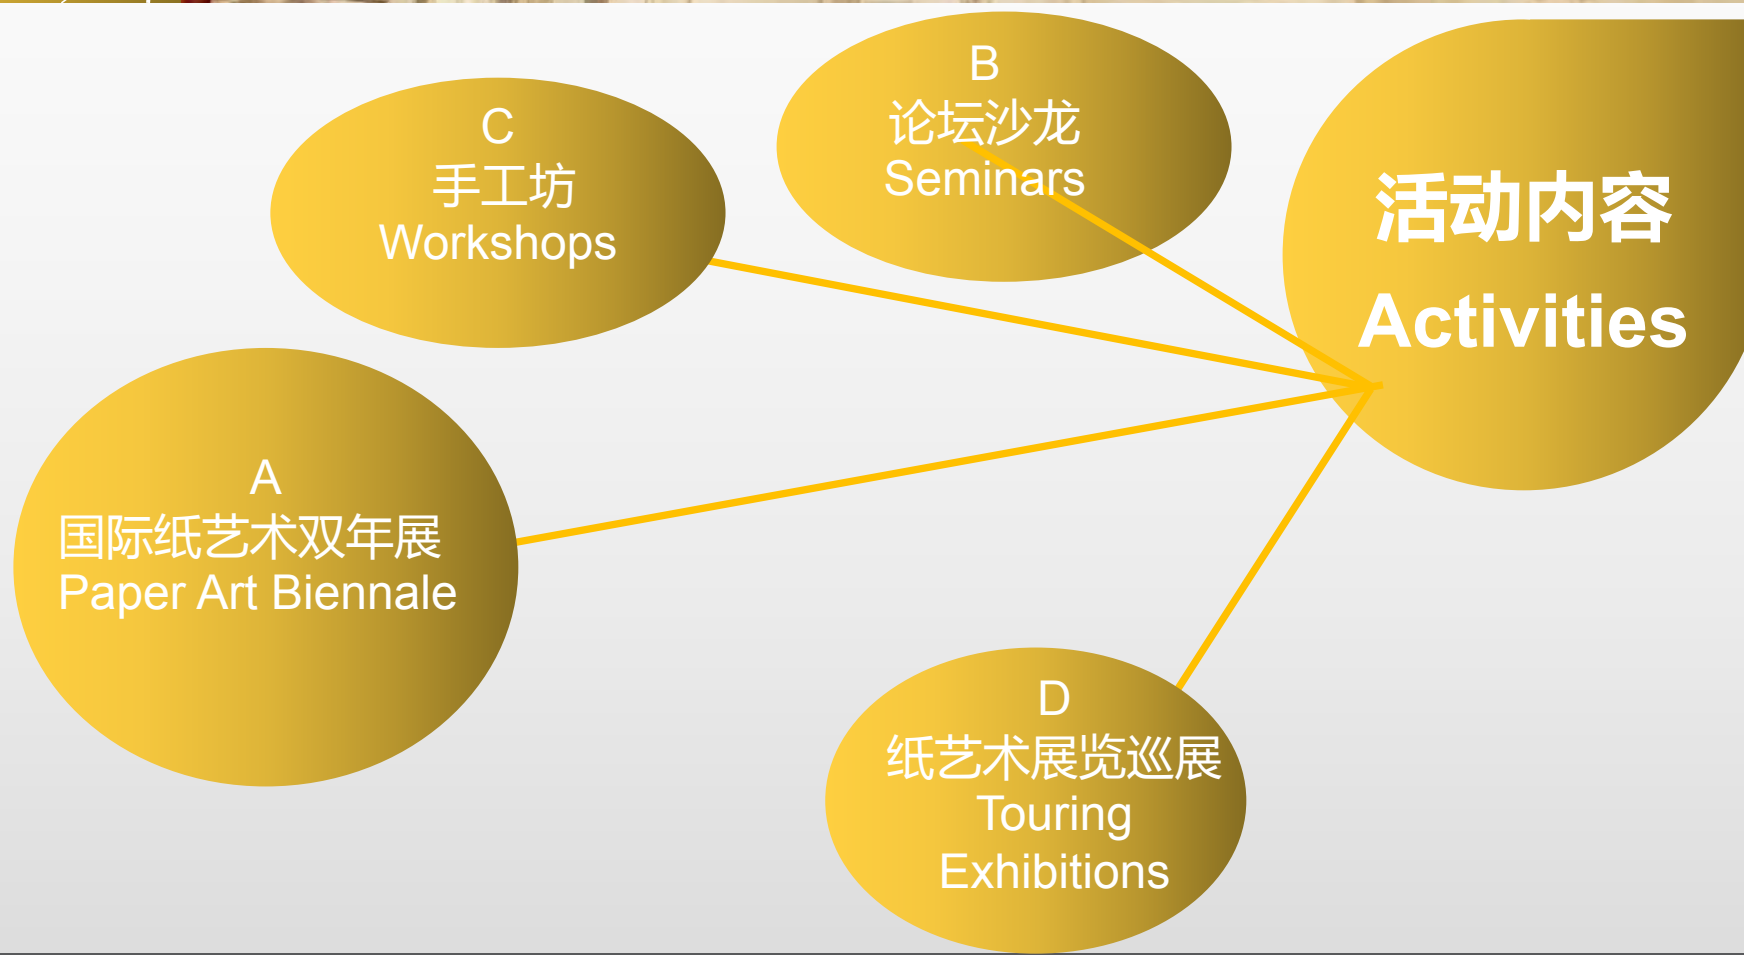 B
论坛沙龙
Seminars
C
手工坊
Workshops
活动内容
Activities
A
国际纸艺术双年展
Paper Art Biennale
D
纸艺术展览巡展
Touring
Exhibitions